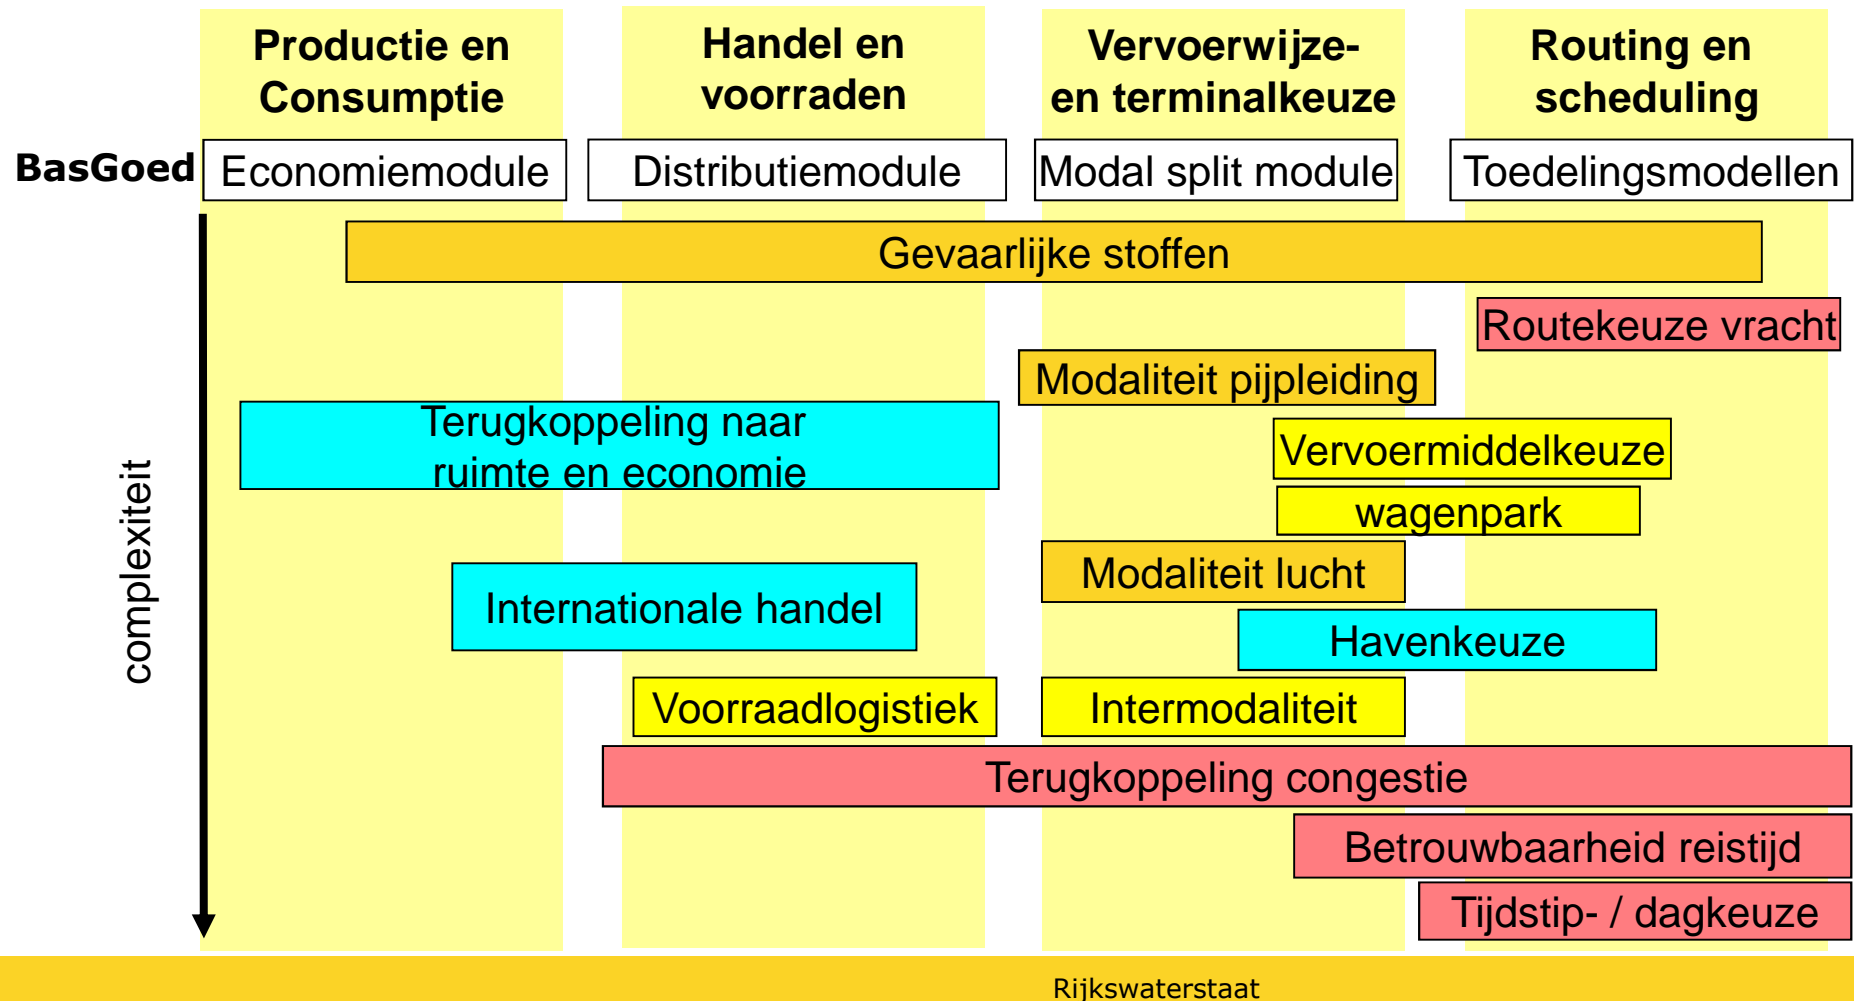 Productie en
Consumptie
Handel en
voorraden
Vervoerwijze-
en terminalkeuze
Routing en
scheduling
BasGoed
Economiemodule
Distributiemodule
Modal split module
Toedelingsmodellen
Gevaarlijke stoffen
Routekeuze vracht
Modaliteit pijpleiding
Terugkoppeling naar
ruimte en economie
Vervoermiddelkeuze
wagenpark
complexiteit
Modaliteit lucht
Internationale handel
Havenkeuze
Voorraadlogistiek
Intermodaliteit
Terugkoppeling congestie
Betrouwbaarheid reistijd
Tijdstip- / dagkeuze
Rijkswaterstaat